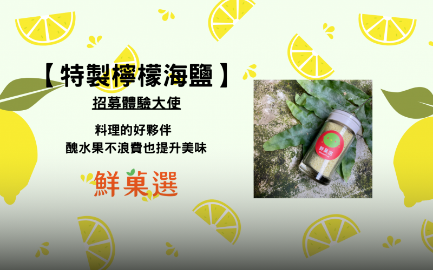 【特製檸檬海鹽】
招募體驗大使
料理的好夥伴
醜水果不浪費也提升美味
鮮菓選